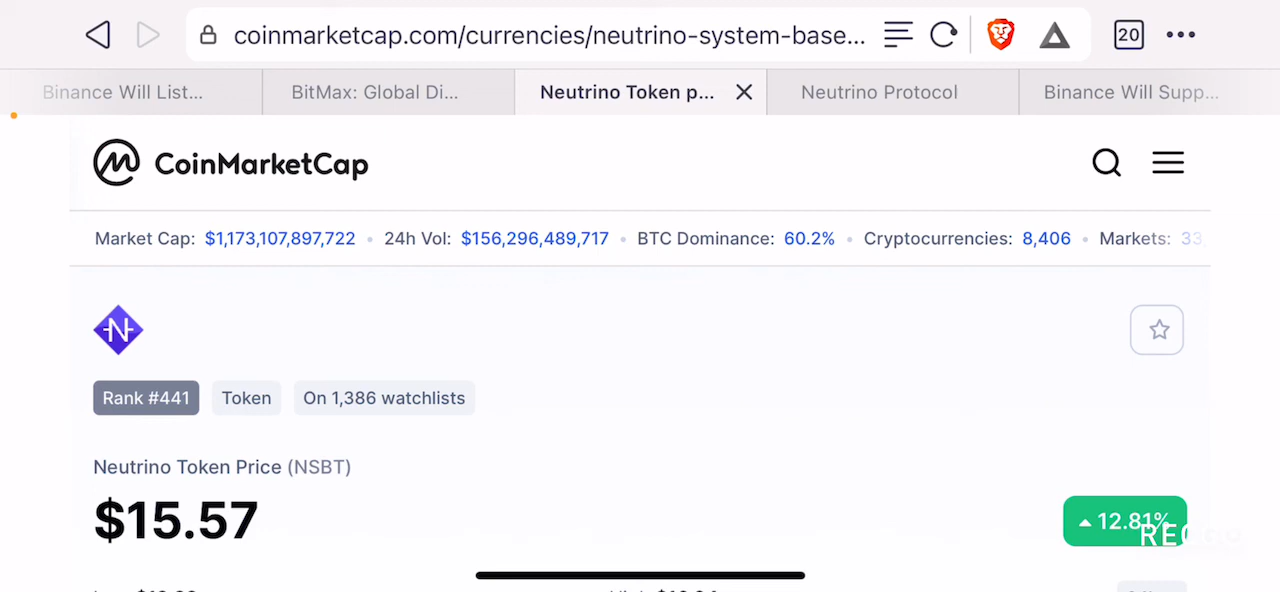 coinmarketcap.com/currencies/neutrino-system-base...
20
Binance Will List...
BitMax: Global Di...
Neutrino Token p...
Neutrino Protocol
Binance Will Supp...
CoinMarketCap
Market Cap: $1,173,107,897,722 • 24h Vol: $156,296,489,717 • BTC Dominance: 60.2% • Cryptocurrencies: 8,406 • Markets: 33,
N
Rank #441
Token
On 1,386 watchlists
Neutrino Token Price (NSBT)
$15.57
12.81%